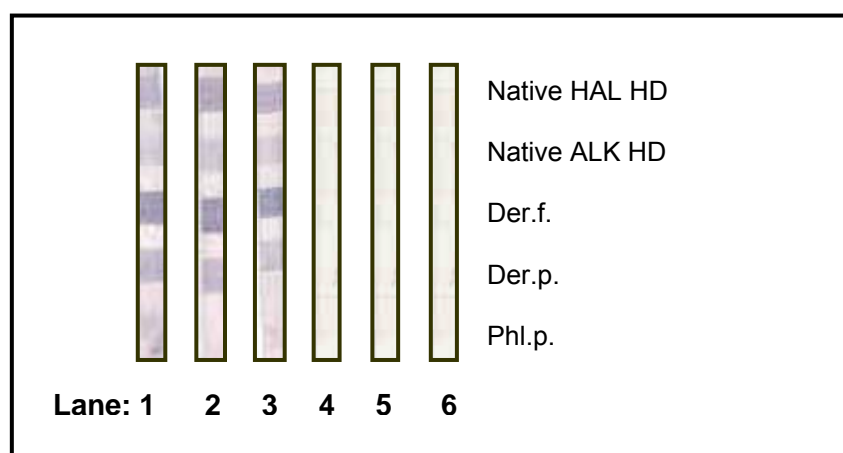 Native HAL HD
Native ALK HD
Der.f.
Der.p.
Phl.p.
Lane: 1 2 3 4 5 6